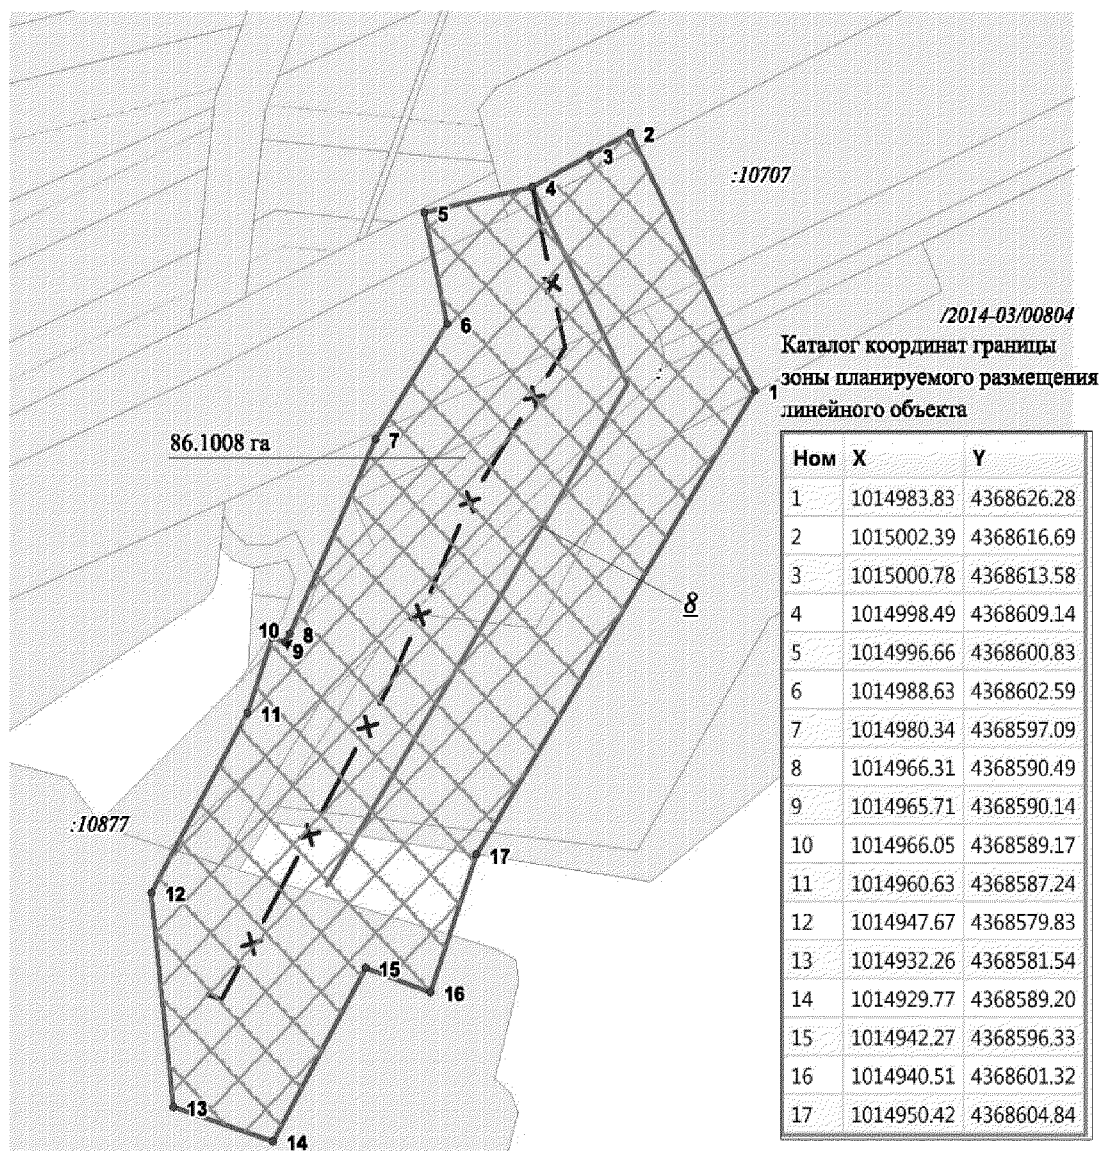 2
3
:10707
4
5
/2014-03/00804
6
Каталог координат границы
зоны планируемого размещения
линейного объекта
1
7
86.1008 га
8
10
8
9
11
:10877
17
12
15
16
13
14
Ном X Y
1 1014983.83 4368626.28
2 1015002.39 4368616.69
3 1015000.78 4368613.58
4 1014998.49 4368609.14
5 1014996.66 4368600.83
6 1014988.63 4368602.59
7 1014980.34 4368597.09
8 1014966.31 4368590.49
9 1014965.71 4368590.14
10 1014966.05 4368589.17
11 1014960.63 4368587.24
12 1014947.67 4368579.83
13 1014932.26 4368581.54
14 1014929.77 4368589.20
15 1014942.27 4368596.33
16 1014940.51 4368601.32
17 1014950.42 4368604.84